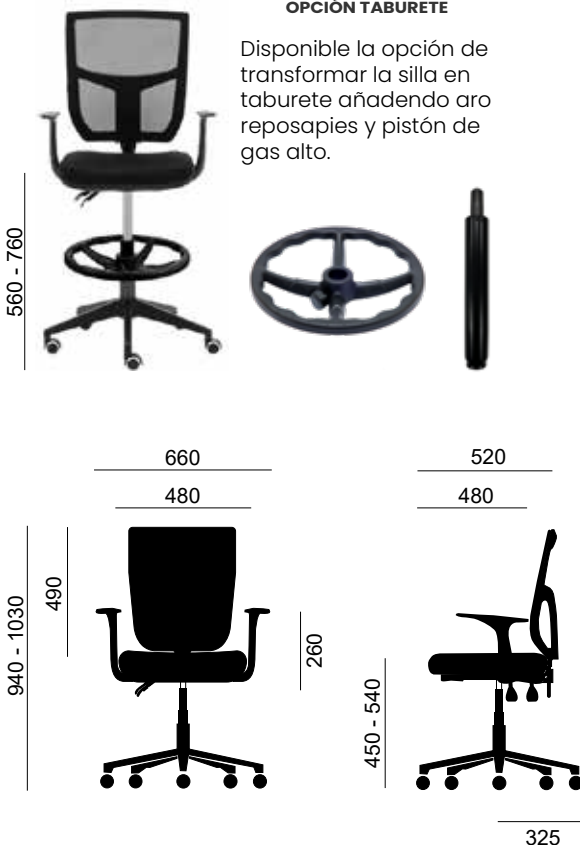 OPCIÓN TABURETE
Disponible la opción de
transformar la silla en
taburete añadendo aro
reposapies y pistón de
gas alto.
560 - 760
660
480
520
480
940 - 1030
490
260
450 - 540
325